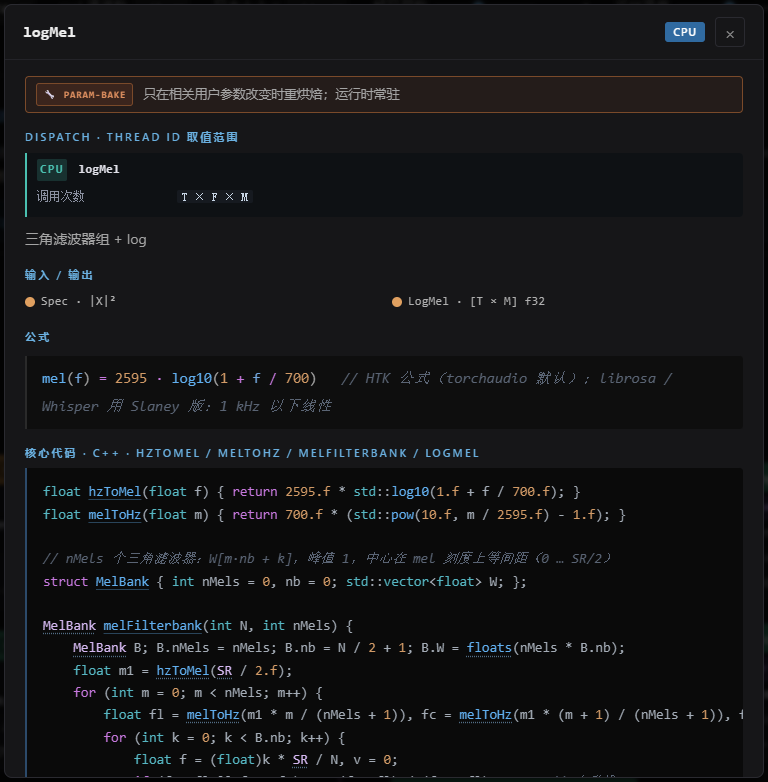 logMel
CPU ×
PARAM-BAKE 只在相关用户参数改变时重烘焙；运行时常驻
DISPATCH · THREAD ID 取值范围
CPU logMel
调用次数 T × F × M
三角滤波器组 + log
输入 / 输出
Spec · |X|²
LogMel · [T × M] f32
公式
mel(f) = 2595 · log10(1 + f / 700) // HTK 公式（torchaudio 默认）；librosa /
Whisper 用 Slaney 版：1 kHz 以下线性
核心代码 · C++ · HZTOMEL / MELTOHZ / MELFILTERBANK / LOGMEL
float hzToMel(float f) { return 2595.f * std::log10(1.f + f / 700.f); }
float melToHz(float m) { return 700.f * (std::pow(10.f, m / 2595.f) - 1.f); }
// nMels 个三角滤波器：W[m·nb + k]，峰值 1，中心在 mel 刻度上等间距（0 … SR/2）
struct MelBank { int nMels = 0, nb = 0; std::vector<float> W; };
MelBank melFilterbank(int N, int nMels) {
MelBank B; B.nMels = nMels; B.nb = N / 2 + 1; B.W = floats(nMels * B.nb);
float m1 = hzToMel(SR / 2.f);
for (int m = 0; m < nMels; m++) {
float fl = melToHz(m1 * m / (nMels + 1)), fc = melToHz(m1 * (m + 1) / (nMels + 1)), f
for (int k = 0; k < B.nb; k++) {
float f = (float)k * SR / N, v = 0;